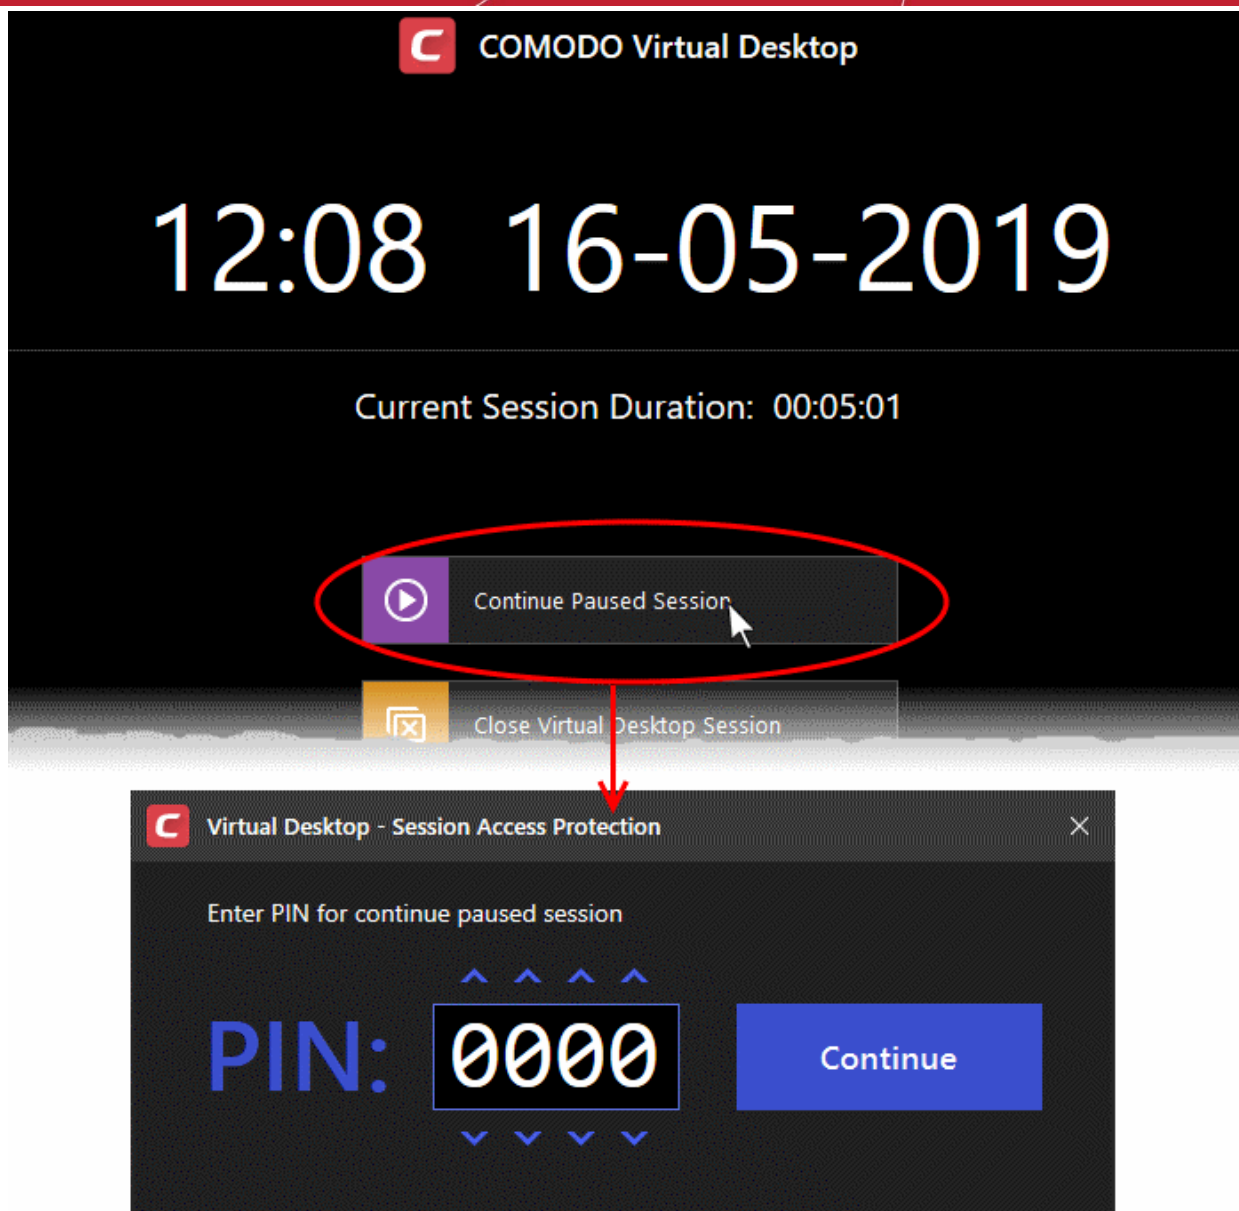 COMODO Virtual Desktop
12:08 16-05-2019
Current Session Duration: 00:05:01
Continue Paused Session
Close Virtual Desktop Session
Virtual Desktop - Session Access Protection
Enter PIN for continue paused session
PIN: 0000 Continue